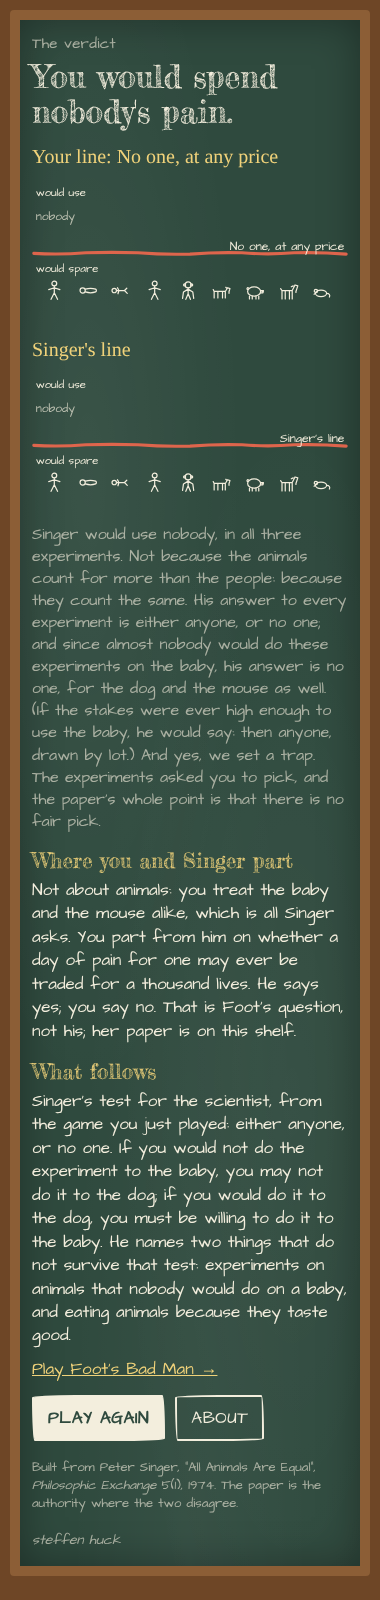 The verdict
You would spend
nobody's pain.
Your line: No one, at any price
would use
nobody
No one, at any price
would spare
Singer's line
would use
nobody
Singer's line
would spare
Singer would use nobody, in all three
experiments. Not because the animals
count for more than the people: because
they count the same. His answer to every
experiment is either anyone, or no one;
and since almost nobody would do these
experiments on the baby, his answer is no
one, for the dog and the mouse as well.
(If the stakes were ever high enough to
use the baby, he would say: then anyone,
drawn by lot.) And yes, we set a trap.
The experiments asked you to pick, and
the paper's whole point is that there is no
fair pick.
Where you and Singer part
Not about animals: you treat the baby
and the mouse alike, which is all Singer
asks. You part from him on whether a
day of pain for one may ever be
traded for a thousand lives. He says
yes; you say no. That is Foot's question,
not his; her paper is on this shelf.
What follows
Singer's test for the scientist, from
the game you just played: either anyone,
or no one. If you would not do the
experiment to the baby, you may not
do it to the dog; if you would do it to
the dog, you must be willing to do it to
the baby. He names two things that do
not survive that test: experiments on
animals that nobody would do on a baby,
and eating animals because they taste
good.
Play Foot's Bad Man →
PLAY AGAIN ABOUT
Built from Peter Singer, "All Animals Are Equal",
Philosophic Exchange 5(1), 1974. The paper is the
authority where the two disagree.
steffen huck